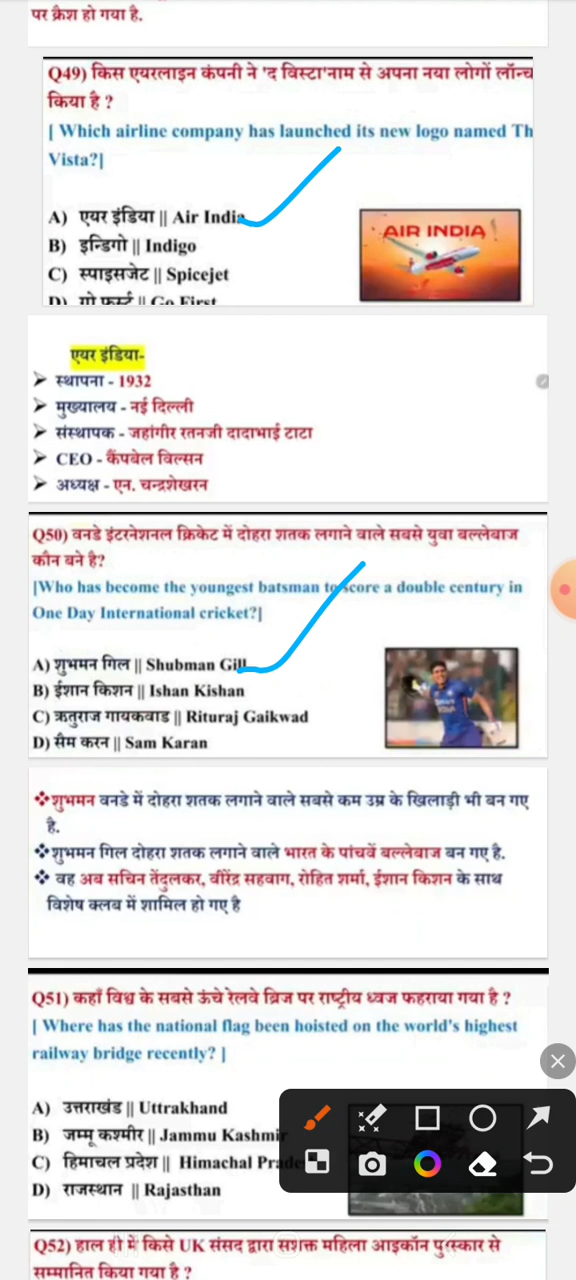 पर क्रैश हो गया है.
Q49) किस एयरलाइन कंपनी ने 'द विस्टा'नाम से अपना नया लोगों लॉन्च
किया है ?
[ Which airline company has launched its new logo named Th
Vista?]
A) एयर इंडिया || Air India
B) इन्डिगो || Indigo
C) स्पाइसजेट || Spicejet
D) गो फर्स्ट || Go First
AIR INDIA
एयर इंडिया-
स्थापना - 1932
मुख्यालय - नई दिल्ली
संस्थापक - जहांगीर रतनजी दादाभाई टाटा
CEO - कैंपबेल विल्सन
अध्यक्ष - एन. चन्द्रशेखरन
Q50) वनडे इंटरनेशनल क्रिकेट में दोहरा शतक लगाने वाले सबसे युवा बल्लेबाज
कौन बने है?
[Who has become the youngest batsman to score a double century in
One Day International cricket?]
A) शुभमन गिल || Shubman Gill
B) ईशान किशन || Ishan Kishan
C) ऋतुराज गायकवाड || Rituraj Gaikwad
D) सैम करन || Sam Karan
शुभमन वनडे में दोहरा शतक लगाने वाले सबसे कम उम्र के खिलाड़ी भी बन गए
है.
शुभमन गिल दोहरा शतक लगाने वाले भारत के पांचवें बल्लेबाज बन गए है.
वह अब सचिन तेंदुलकर, वीरेंद्र सहवाग, रोहित शर्मा, ईशान किशन के साथ
विशेष क्लब में शामिल हो गए है
Q51) कहाँ विश्व के सबसे ऊंचे रेलवे ब्रिज पर राष्ट्रीय ध्वज फहराया गया है ?
[ Where has the national flag been hoisted on the world's highest
railway bridge recently? ]
A) उत्तराखंड || Uttrakhand
B) जम्मू कश्मीर || Jammu Kashmir
C) हिमाचल प्रदेश || Himachal Prade
D) राजस्थान || Rajasthan
Q52) हाल ही में किसे UK संसद द्वारा सशक्त महिला आइकॉन पुरस्कार से
सम्मानित किया गया है ?